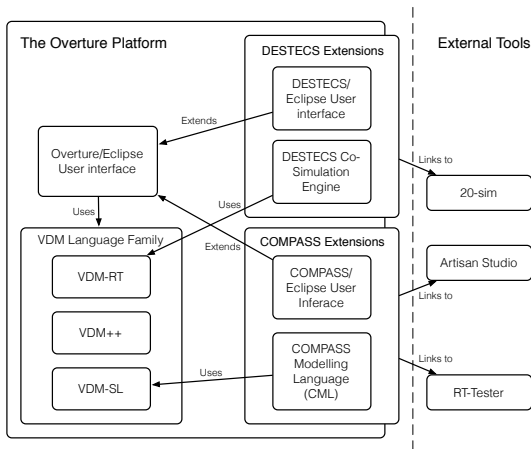 The Overture Platform
DESTECS Extensions
External Tools
DESTECS/
Eclipse User
interface
Extends
Overture/Eclipse
User interface
DESTECS Co-
Simulation
Engine
Links to
20-sim
Uses
Uses
VDM Language Family
Extends
COMPASS Extensions
VDM-RT
COMPASS/
Eclipse User
Inferace
Artisan Studio
Links to
VDM++
COMPASS
Modelling
Language
(CML)
Links to
Uses
VDM-SL
RT-Tester